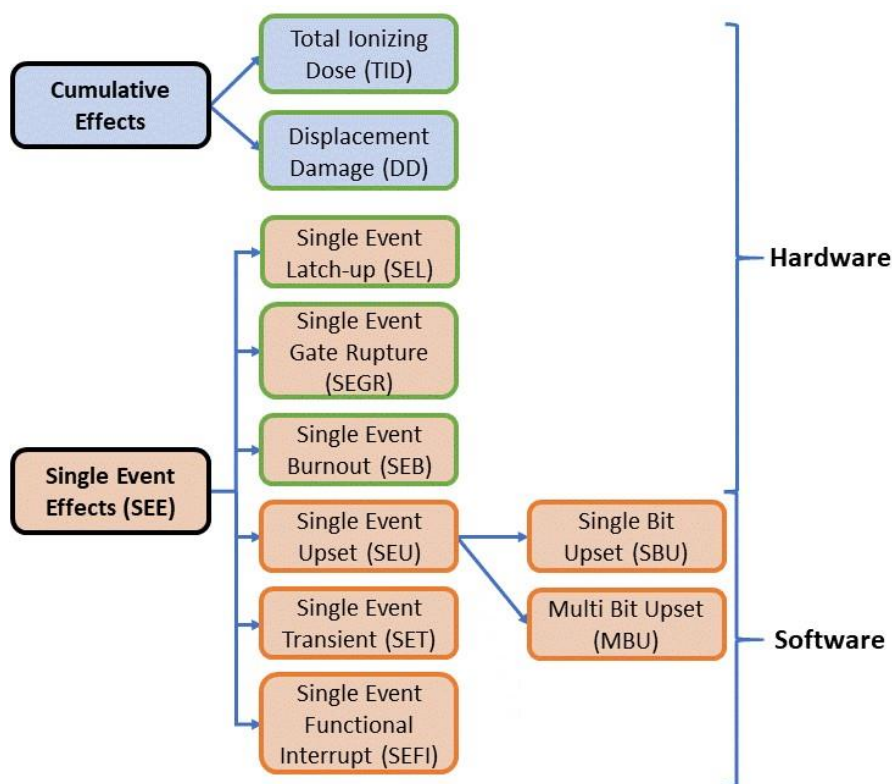 Cumulative
Effects
Total Ionizing
Dose (TID)
Displacement
Damage (DD)
Single Event
Latch-up (SEL)
Single Event
Gate Rupture
(SEGR)
Single Event
Burnout (SEB)
Hardware
Single Event
Effects (SEE)
Single Event
Upset (SEU)
Single Bit
Upset (SBU)
Multi Bit Upset
(MBU)
Single Event
Transient (SET)
Single Event
Functional
Interrupt (SEFI)
Software